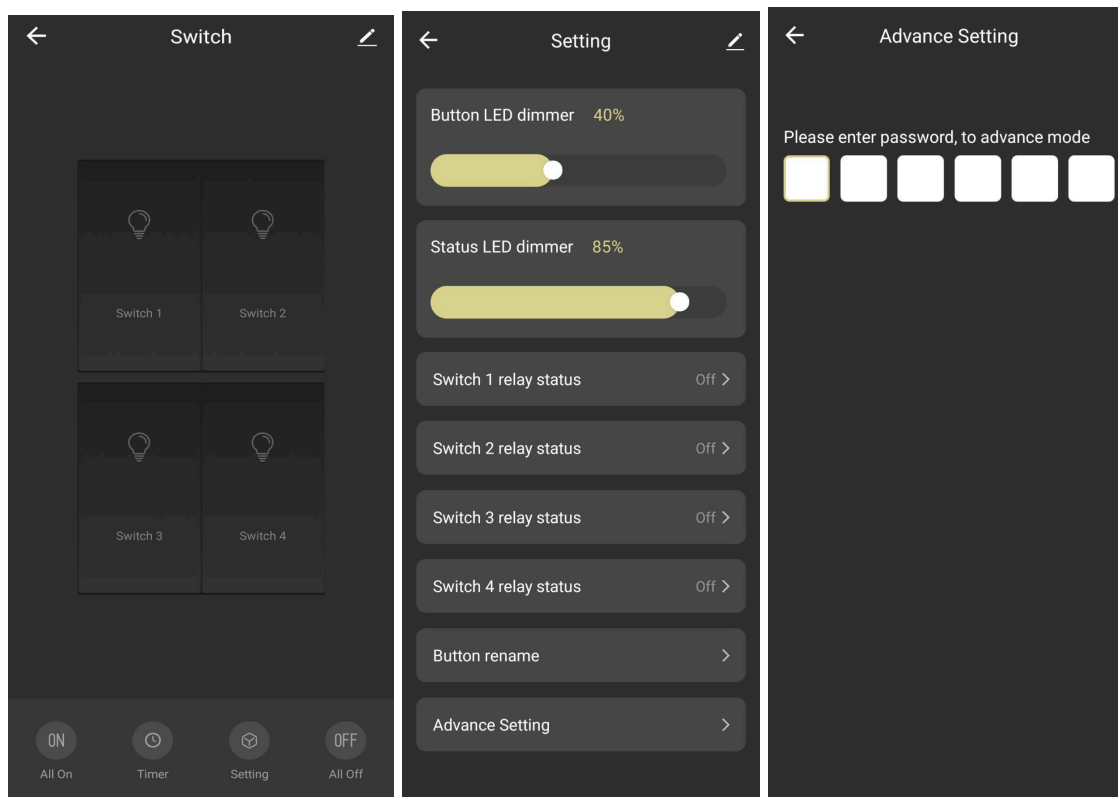 Switch
Switch 1
Switch 2
Switch 3
Switch 4
ON
OFF
All On
Timer
Setting
All Off
Setting
Button LED dimmer 40%
Status LED dimmer 85%
Switch 1 relay status Off
Switch 2 relay status Off
Switch 3 relay status Off
Switch 4 relay status Off
Button rename
Advance Setting
Advance Setting
Please enter password, to advance mode